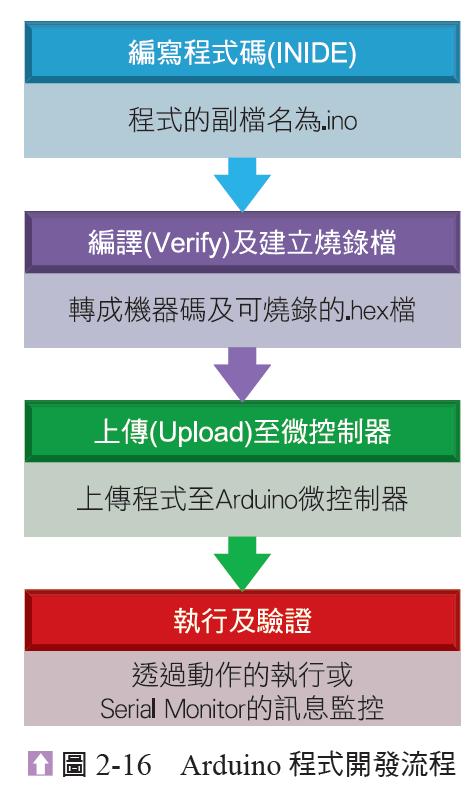 編寫程式碼(INIDE)
程式的副檔名為.ino
編譯(Verify)及建立燒錄檔
轉成機器碼及可燒錄的.hex檔
上傳(Upload)至微控制器
上傳程式至Arduino微控制器
執行及驗證
透過動作的執行或
Serial Monitor的訊息監控
圖 2-16 Arduino 程式開發流程